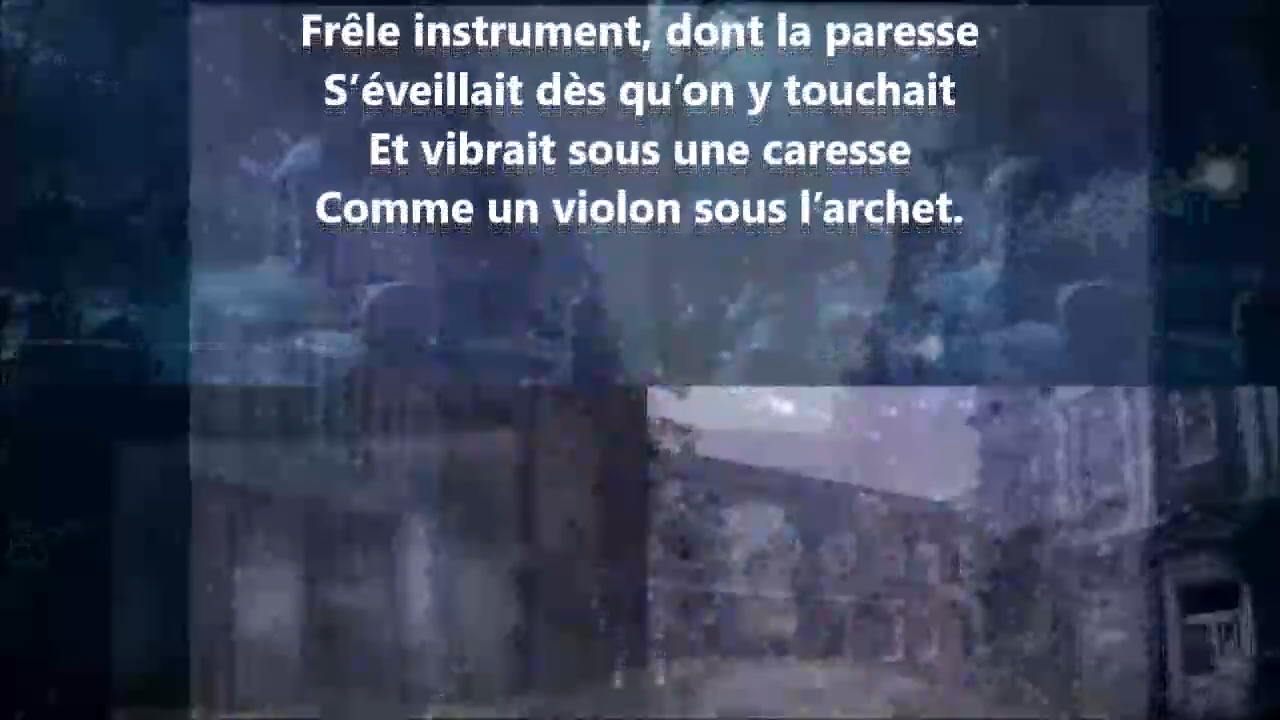 Frêle instrument, dont la paresse
S’éveillait dès qu’on y touchait
Et vibrait sous une caresse
Comme un violon sous l’archet.